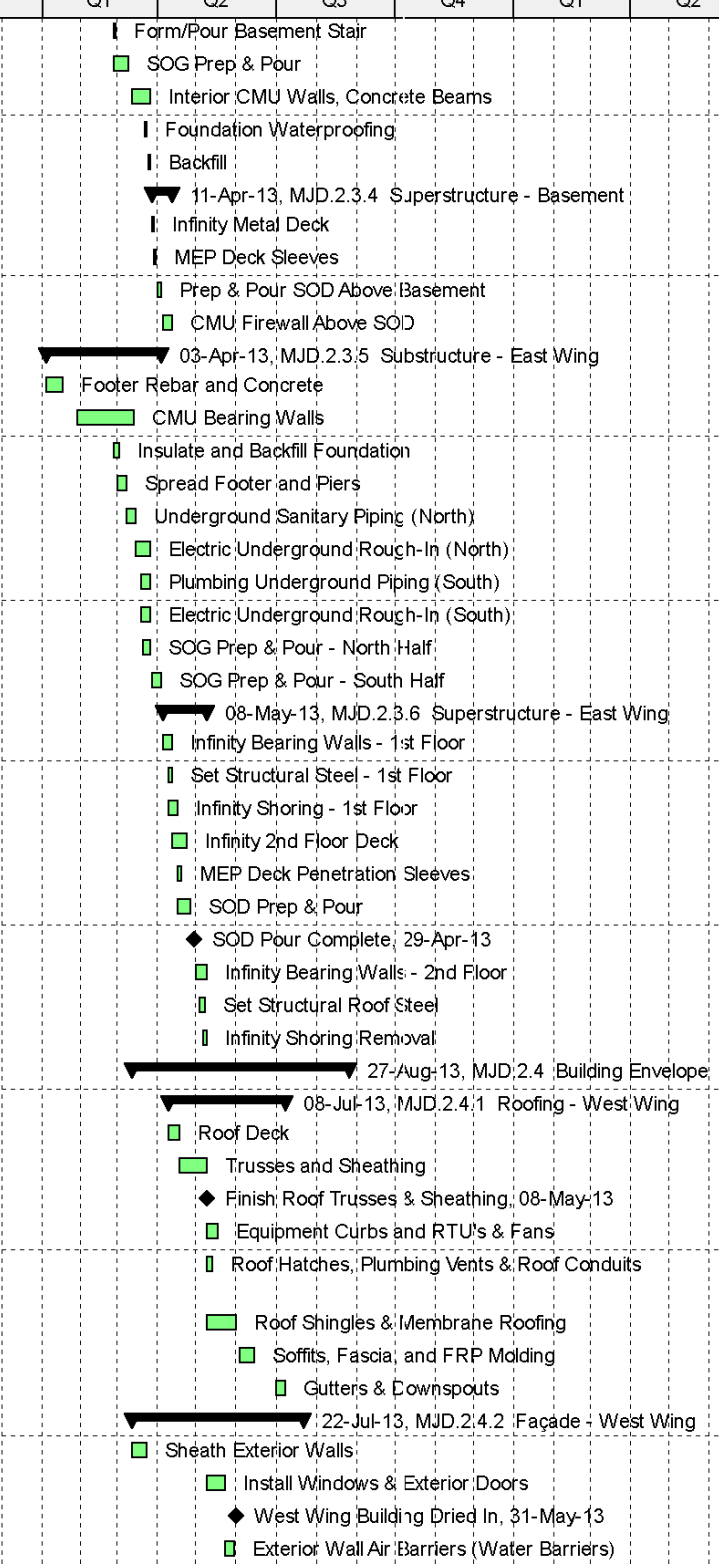 Q1 Q2 Q3 Q4 Q1 Q2
Form/Pour Basement Stair
SOG Prep & Pour
Interior CMU Walls, Concrete Beams
Foundation Waterproofing
Backfill
11-Apr-13, MJD.2.3.4 Superstructure - Basement
Infinity Metal Deck
MEP Deck Sleeves
Prep & Pour SOD Above Basement
CMU Firewall Above SOD
03-Apr-13, MJD.2.3.5 Substructure - East Wing
Footer Rebar and Concrete
CMU Bearing Walls
Insulate and Backfill Foundation
Spread Footer and Piers
Underground Sanitary Piping (North)
Electric Underground Rough-In (North)
Plumbing Underground Piping (South)
Electric Underground Rough-In (South)
SOG Prep & Pour - North Half
SOG Prep & Pour - South Half
08-May-13, MJD.2.3.6 Superstructure - East Wing
Infinity Bearing Walls - 1st Floor
Set Structural Steel - 1st Floor
Infinity Shoring - 1st Floor
Infinity 2nd Floor Deck
MEP Deck Penetration Sleeves
SOD Prep & Pour
SOD Pour Complete, 29-Apr-13
Infinity Bearing Walls - 2nd Floor
Set Structural Roof Steel
Infinity Shoring Removal
27-Aug-13, MJD.2.4 Building Envelope
08-Jul-13, MJD.2.4.1 Roofing - West Wing
Roof Deck
Trusses and Sheathing
Finish Roof Trusses & Sheathing, 08-May-13
Equipment Curbs and RTU's & Fans
Roof Hatches, Plumbing Vents & Roof Conduits
Roof Shingles & Membrane Roofing
Soffits, Fascia, and FRP Molding
Gutters & Downspouts
22-Jul-13, MJD.2.4.2 Façade - West Wing
Sheath Exterior Walls
Install Windows & Exterior Doors
West Wing Building Dried In, 31-May-13
Exterior Wall Air Barriers (Water Barriers)